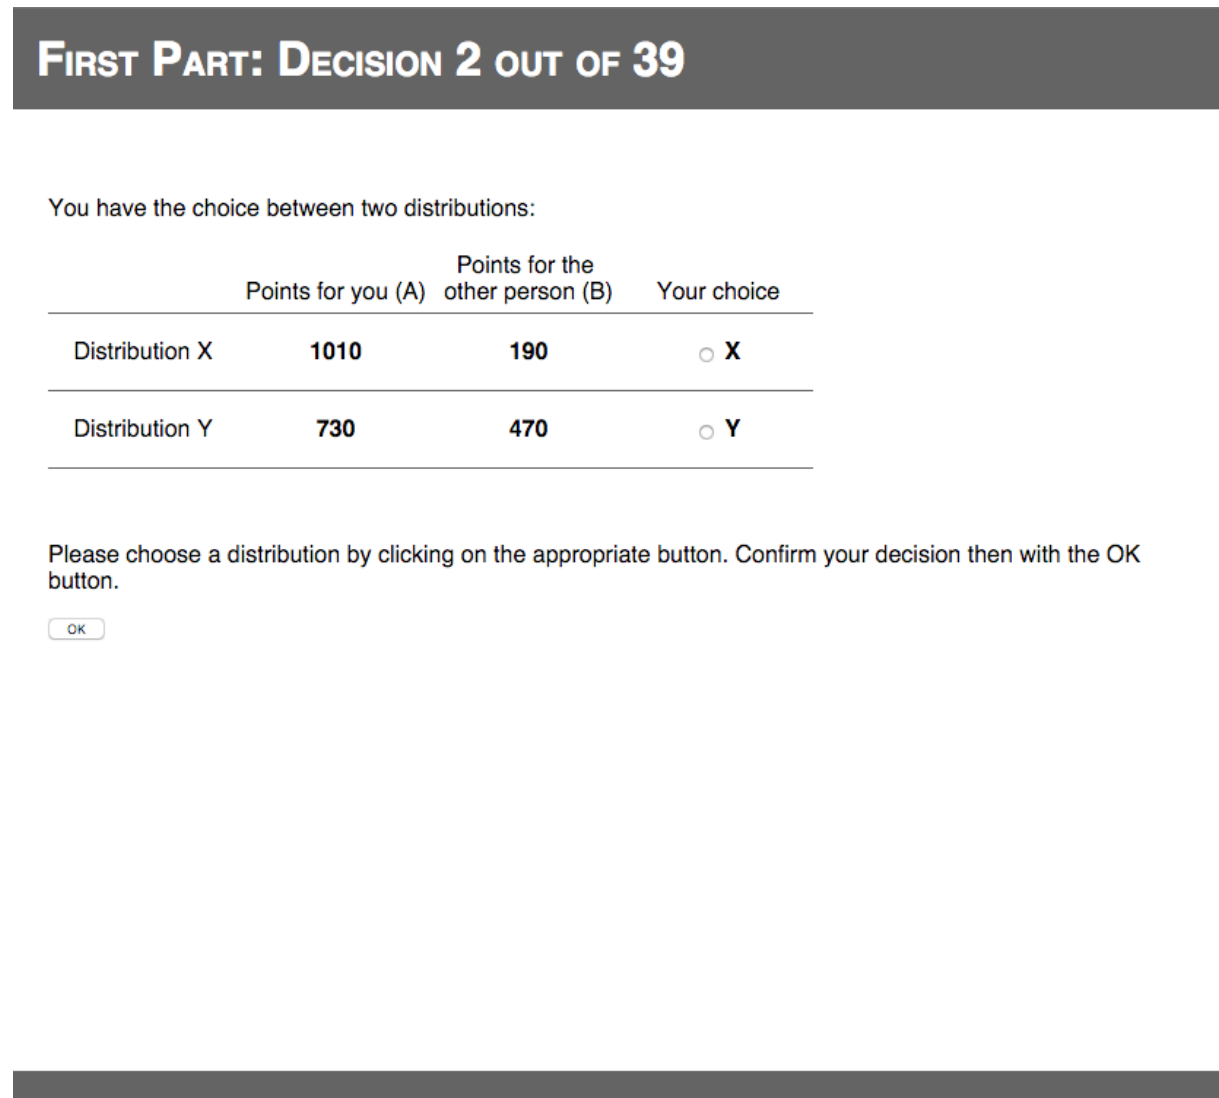 FIRST PART: DECISION 2 OUT OF 39
You have the choice between two distributions:
Points for the
Points for you (A) other person (B) Your choice
Distribution X 1010 190 X
Distribution Y 730 470 Y
Please choose a distribution by clicking on the appropriate button. Confirm your decision then with the OK
button.
OK